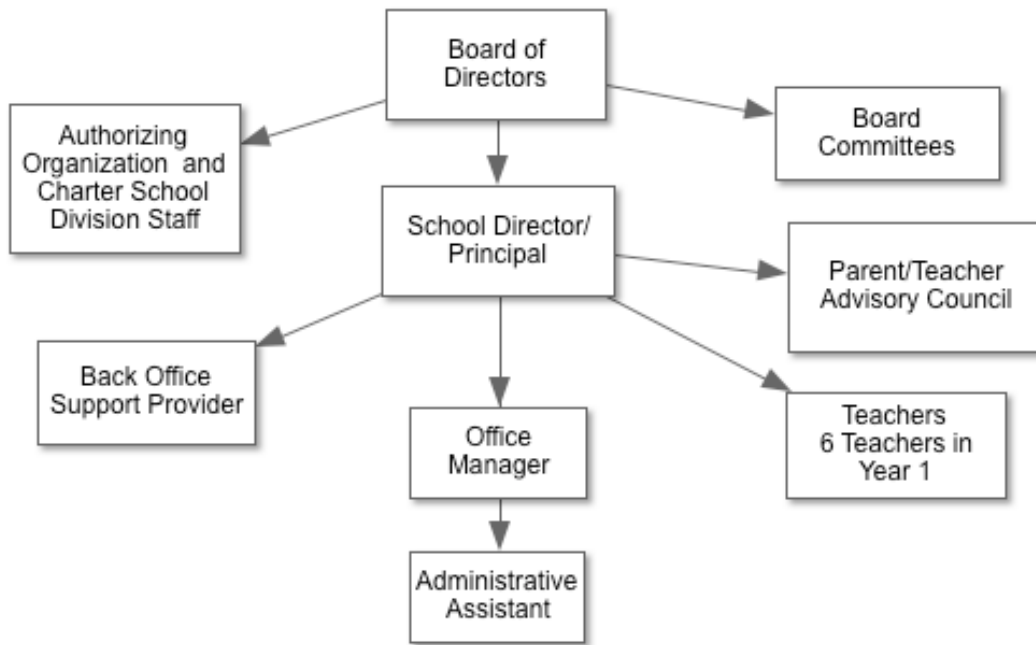 Board of
Directors
Authorizing
Organization and
Charter School
Division Staff
Board
Committees
School Director/
Principal
Parent/Teacher
Advisory Council
Back Office
Support Provider
Office
Manager
Teachers
6 Teachers in
Year 1
Administrative
Assistant